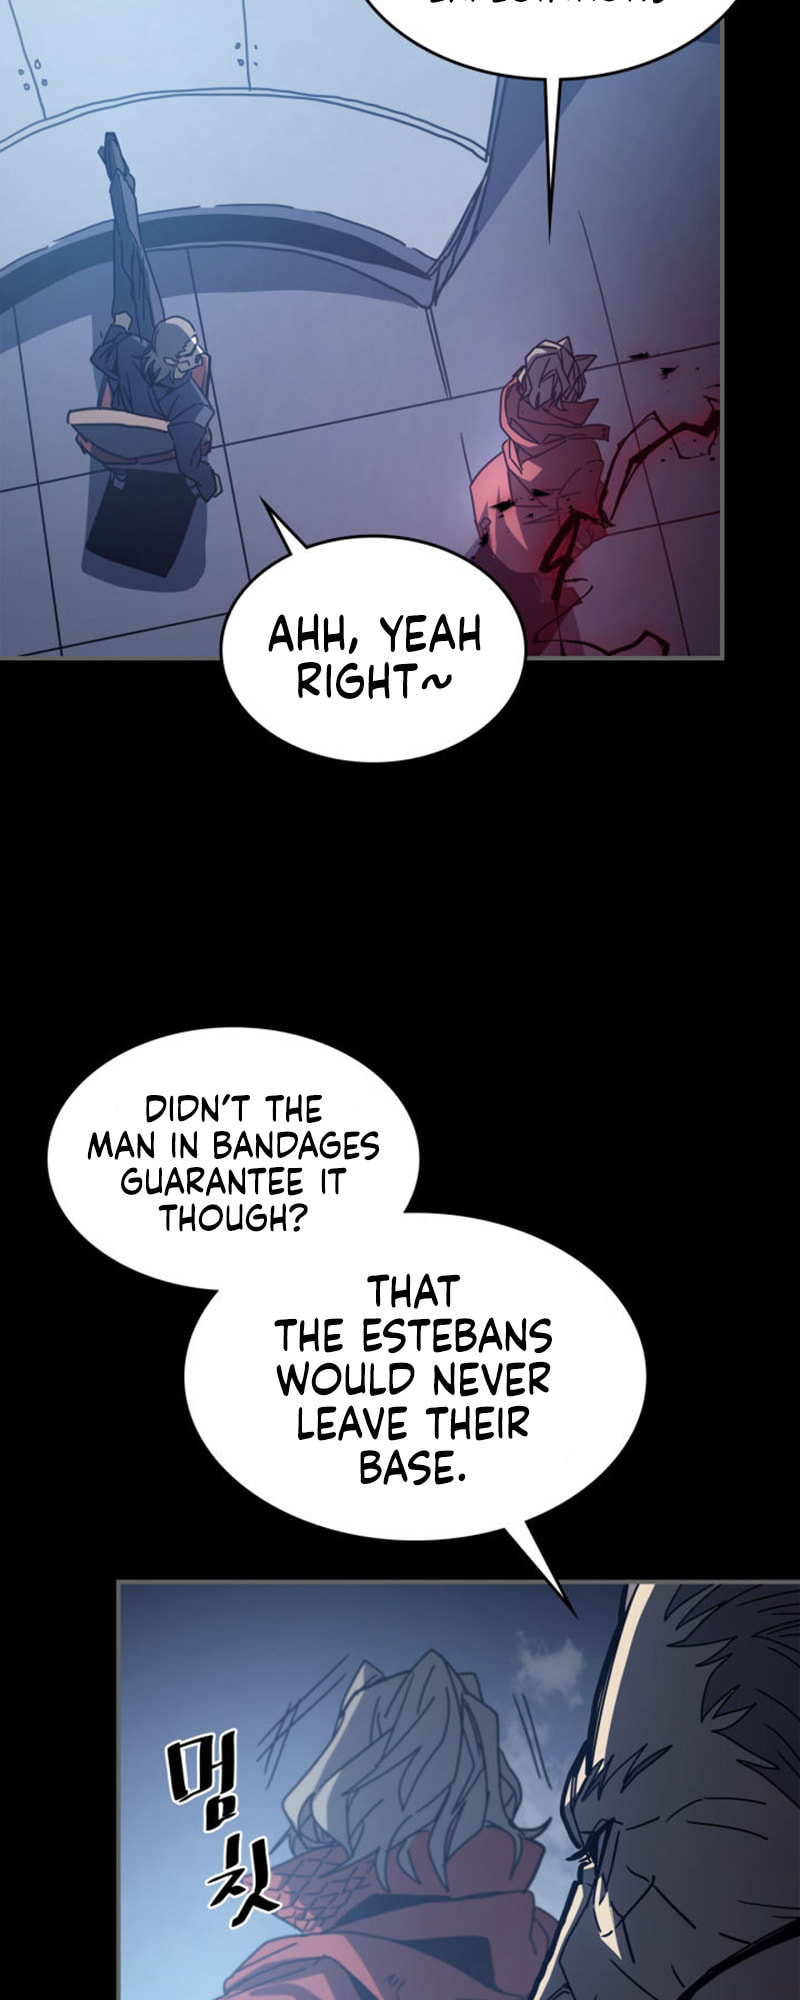 AHH, YEAH
RIGHT~
DIDN'T THE
MAN IN BANDAGES
GUARANTEE IT
THOUGH?
THAT
THE ESTEBANS
WOULD NEVER
LEAVE THEIR
BASE.
멈
칫